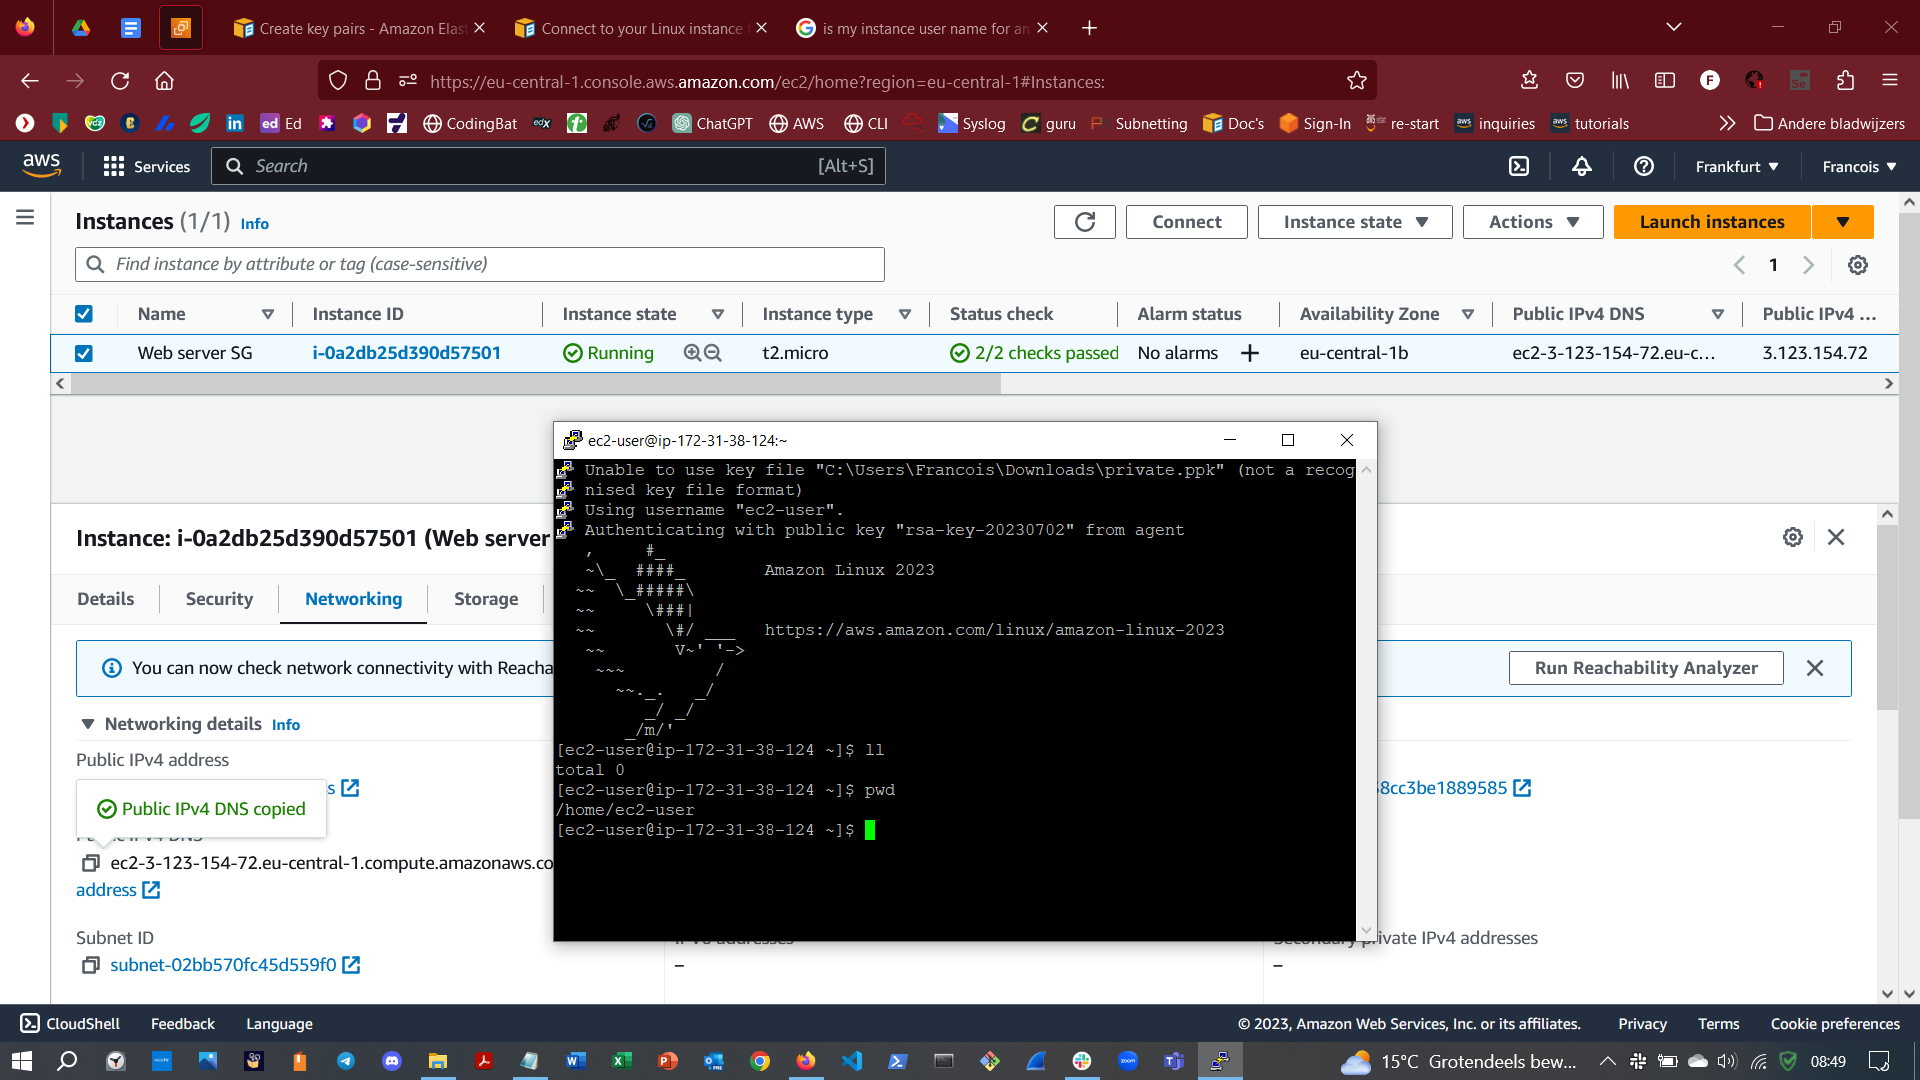 Create key pairs - Amazon Elast
Connect to your Linux instance f
is my instance user name for an
https://eu-central-1.console.aws.amazon.com/ec2/home?region=eu-central-1#Instances:
ed Ed
CodingBat
edx
ChatGPT
AWS
CLI
Syslog
guru
Subnetting
Doc's
Sign-In
re-start
inquiries
tutorials
Andere bladwijzers
aws
Services
Search
[Alt+S]
Frankfurt
Francois
Instances (1/1) Info
Connect
Instance state
Actions
Launch instances
Find instance by attribute or tag (case-sensitive)
1
Name
Instance ID
Instance state
Instance type
Status check
Alarm status
Availability Zone
Public IPv4 DNS
Public IPv4 ...
Web server SG
i-0a2db25d390d57501
Running
t2.micro
2/2 checks passed
No alarms
eu-central-1b
ec2-3-123-154-72.eu-c...
3.123.154.72
ec2-user@ip-172-31-38-124:~
Unable to use key file "C:\Users\Francois\Downloads\private.ppk" (not a recog
nised key file format)
Using username "ec2-user".
Authenticating with public key "rsa-key-20230702" from agent
   ,     #_
   ~\_  ####_        Amazon Linux 2023
  ~~  \_#####\
  ~~     \###|
  ~~       \#/ ___   https://aws.amazon.com/linux/amazon-linux-2023
   ~~       V~' '->
    ~~~         /
      ~~._.   _/
         _/ _/
       _/m/'
[ec2-user@ip-172-31-38-124 ~]$ ll
total 0
[ec2-user@ip-172-31-38-124 ~]$ pwd
/home/ec2-user
[ec2-user@ip-172-31-38-124 ~]$
Instance: i-0a2db25d390d57501 (Web server
Details
Security
Networking
Storage
You can now check network connectivity with Reacha
Run Reachability Analyzer
Networking details Info
Public IPv4 address
s
Public IPv4 DNS copied
8cc3be1889585
ec2-3-123-154-72.eu-central-1.compute.amazonaws.co
address
Subnet ID
subnet-02bb570fc45d559f0
IPv6 addresses
–
Secondary private IPv4 addresses
–
CloudShell
Feedback
Language
© 2023, Amazon Web Services, Inc. or its affiliates.
Privacy
Terms
Cookie preferences
15°C Grotendeels bew...
08:49